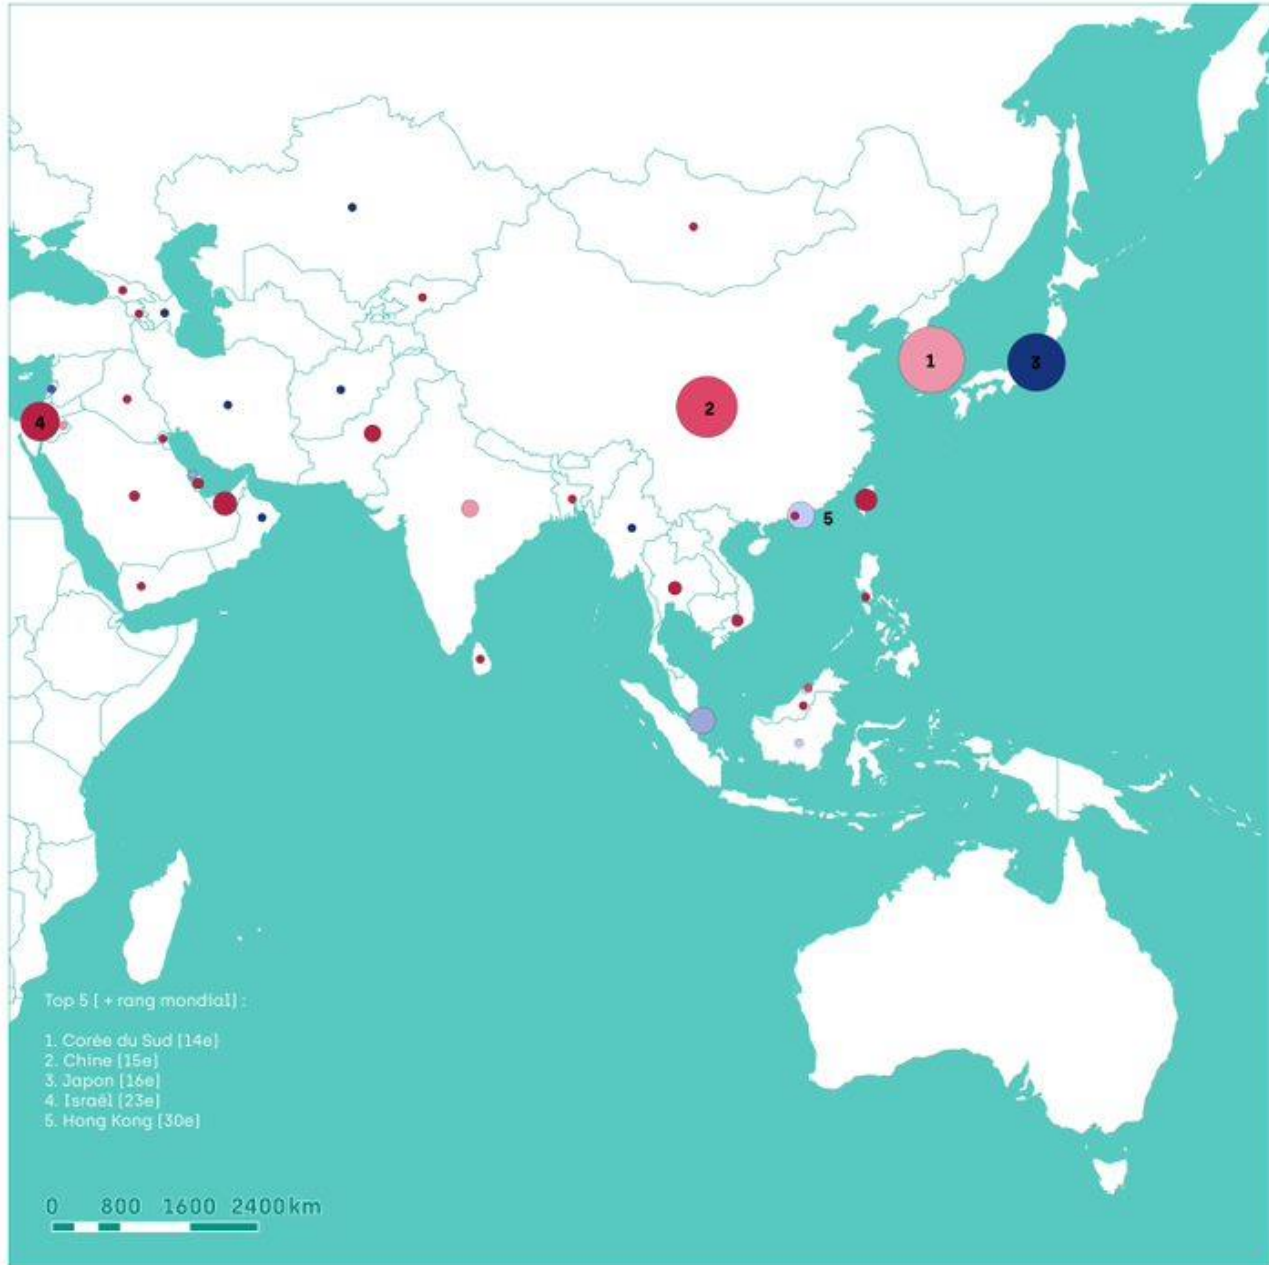 1
3
2
4
5
Top 5 [ + rang mondial] :
1. Corée du Sud [14e]
2. Chine [15e]
3. Japon [16e]
4. Israël [23e]
5. Hong Kong [30e]
0 800 1600 2400 km